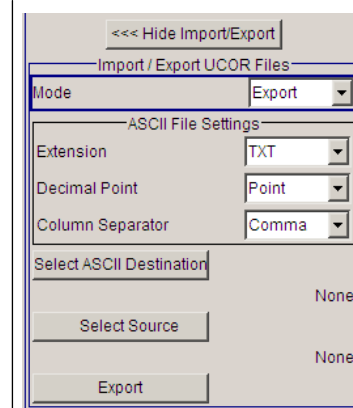 <<< Hide Import/Export
Import / Export UCOR Files
Mode Export
ASCII File Settings
Extension TXT
Decimal Point Point
Column Separator Comma
Select ASCII Destination
None
Select Source
None
Export